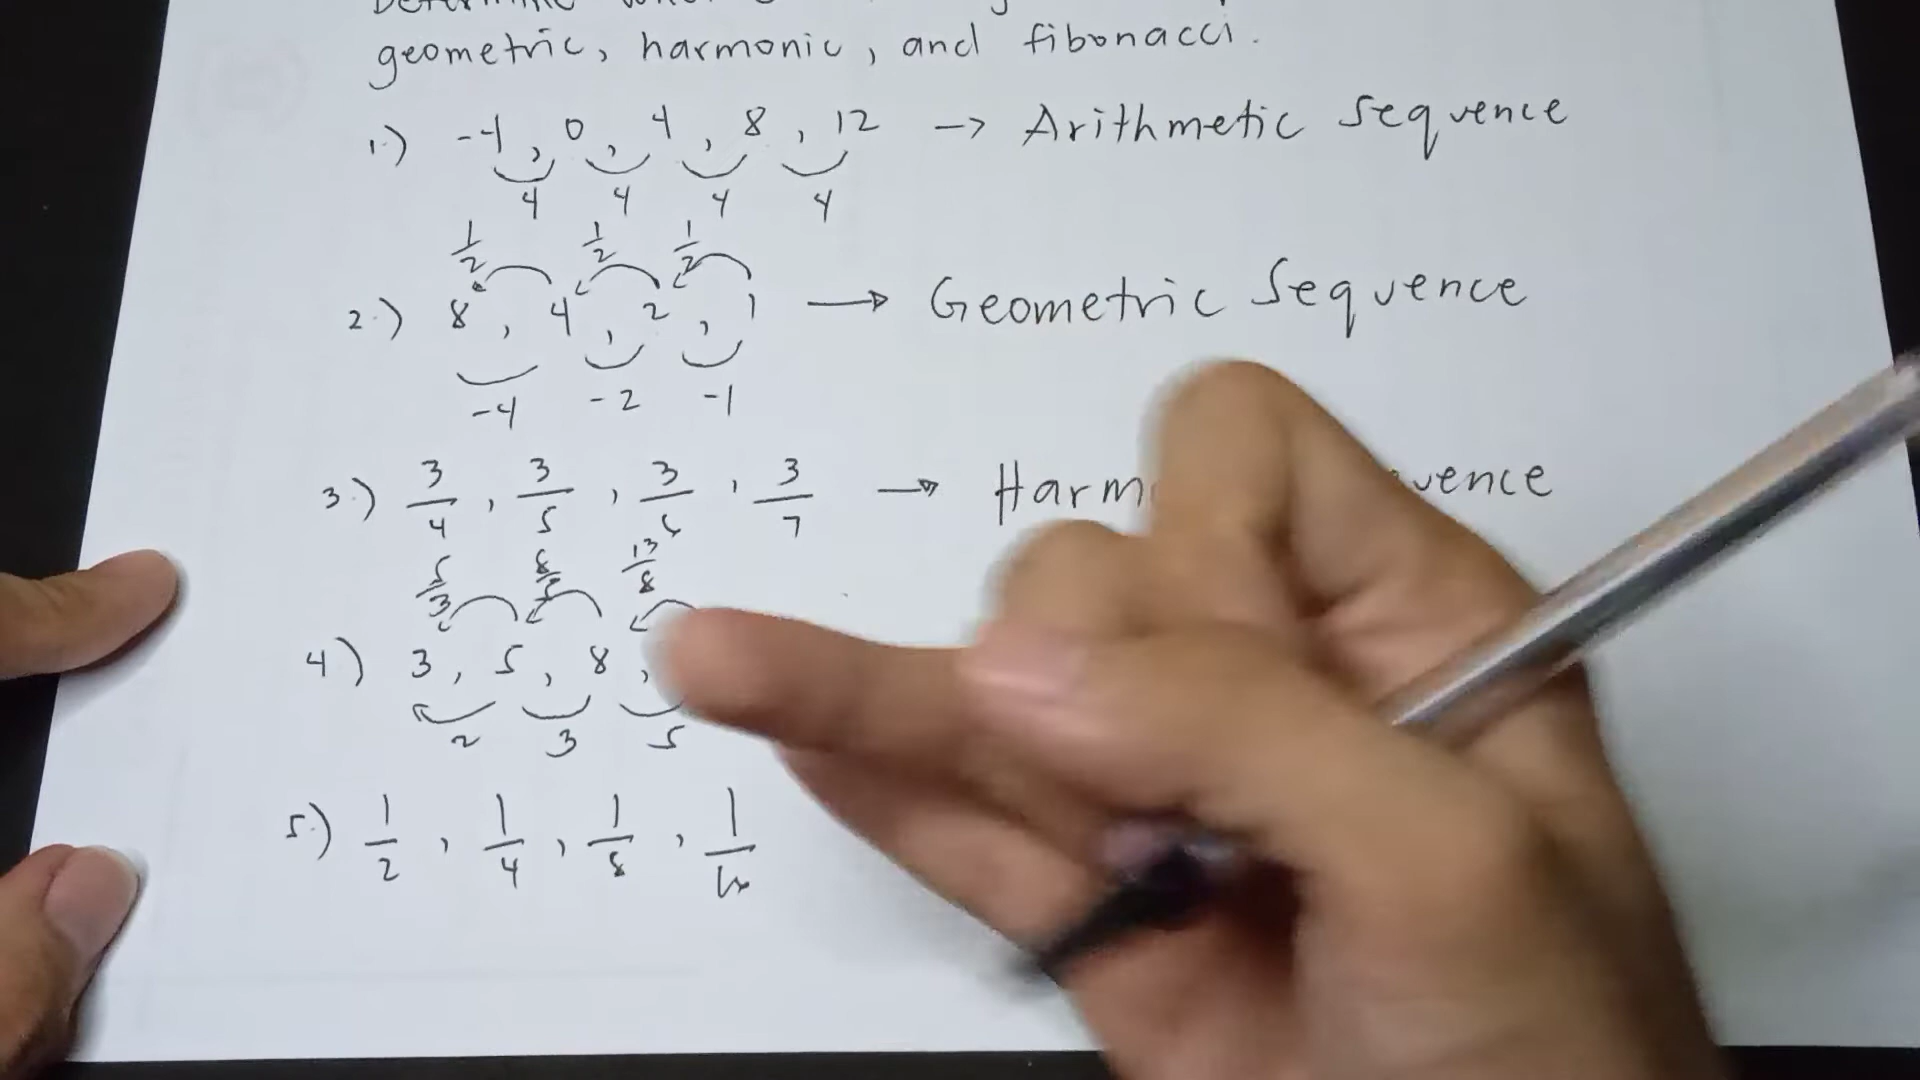 geometric, harmonic, and fibonacci.
1.) -4, 0, 4, 8, 12 → Arithmetic Sequence
4 4 4 4
1/2 1/2 1/2
2.) 8, 4, 2, 1 → Geometric Sequence
-4 -2 -1
3.) 3/4, 3/5, 3/6, 3/7 →
5/3 8/5 13/8
4.) 3, 5, 8,
2 3 5
5.) 1/2, 1/4, 1/8, 1/16